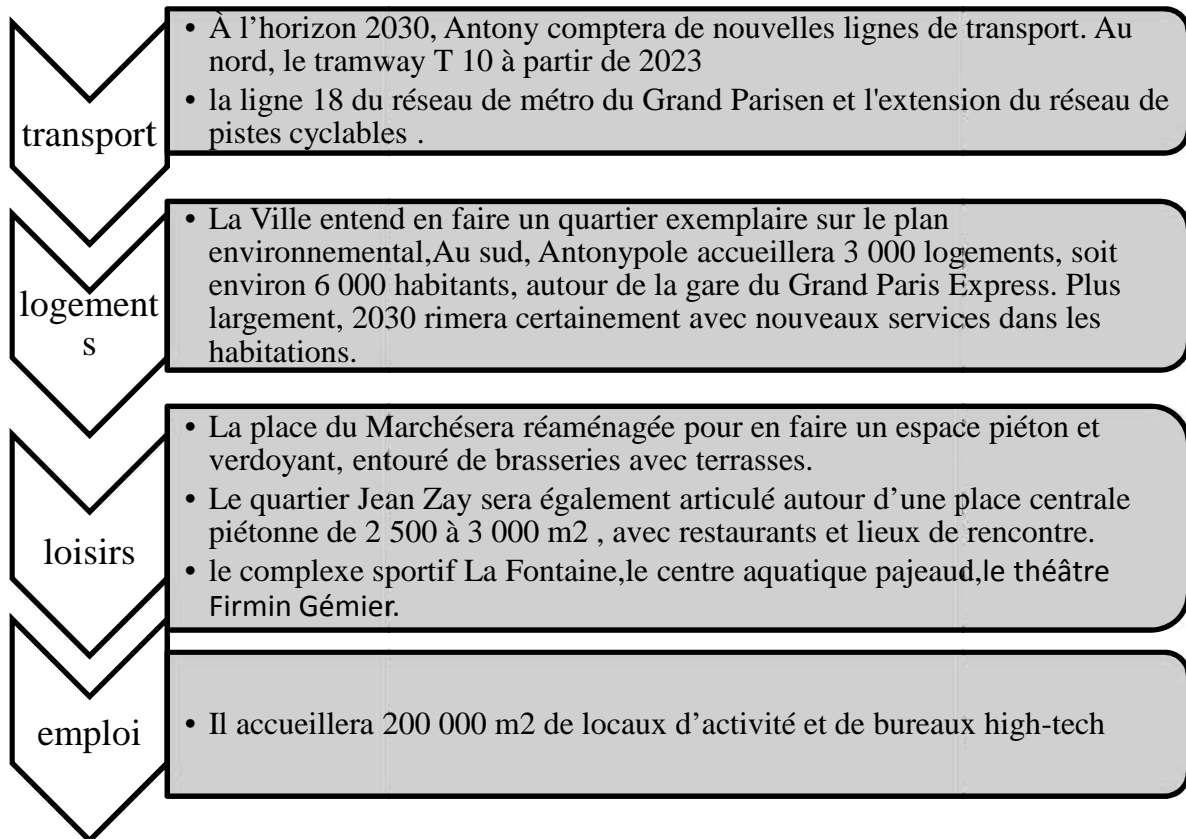 transport
• À l’horizon 2030, Antony comptera de nouvelles lignes de transport. Au
nord, le tramway T 10 à partir de 2023
• la ligne 18 du réseau de métro du Grand Parisen et l'extension du réseau de
pistes cyclables .
logement
s
• La Ville entend en faire un quartier exemplaire sur le plan
environnemental,Au sud, Antonypole accueillera 3 000 logements, soit
environ 6 000 habitants, autour de la gare du Grand Paris Express. Plus
largement, 2030 rimera certainement avec nouveaux services dans les
habitations.
loisirs
• La place du Marchésera réaménagée pour en faire un espace piéton et
verdoyant, entouré de brasseries avec terrasses.
• Le quartier Jean Zay sera également articulé autour d’une place centrale
piétonne de 2 500 à 3 000 m2 , avec restaurants et lieux de rencontre.
• le complexe sportif La Fontaine,le centre aquatique pajeaud,le théâtre
Firmin Gémier.
emploi
• Il accueillera 200 000 m2 de locaux d’activité et de bureaux high-tech